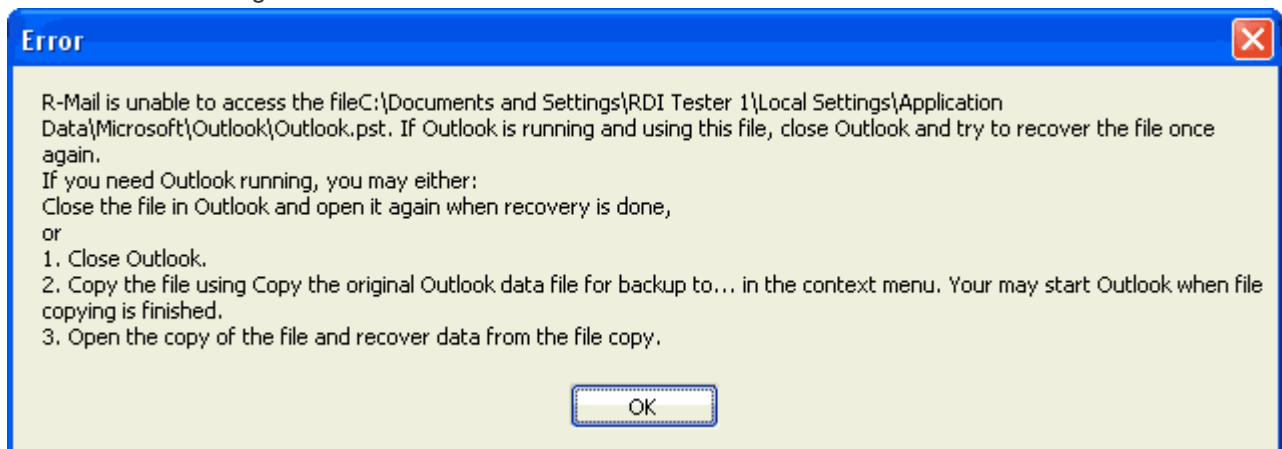 Error
R-Mail is unable to access the fileC:\Documents and Settings\RDI Tester 1\Local Settings\Application
Data\Microsoft\Outlook\Outlook.pst. If Outlook is running and using this file, close Outlook and try to recover the file once
again.
If you need Outlook running, you may either:
Close the file in Outlook and open it again when recovery is done,
or
1. Close Outlook.
2. Copy the file using Copy the original Outlook data file for backup to... in the context menu. Your may start Outlook when file
copying is finished.
3. Open the copy of the file and recover data from the file copy.
OK